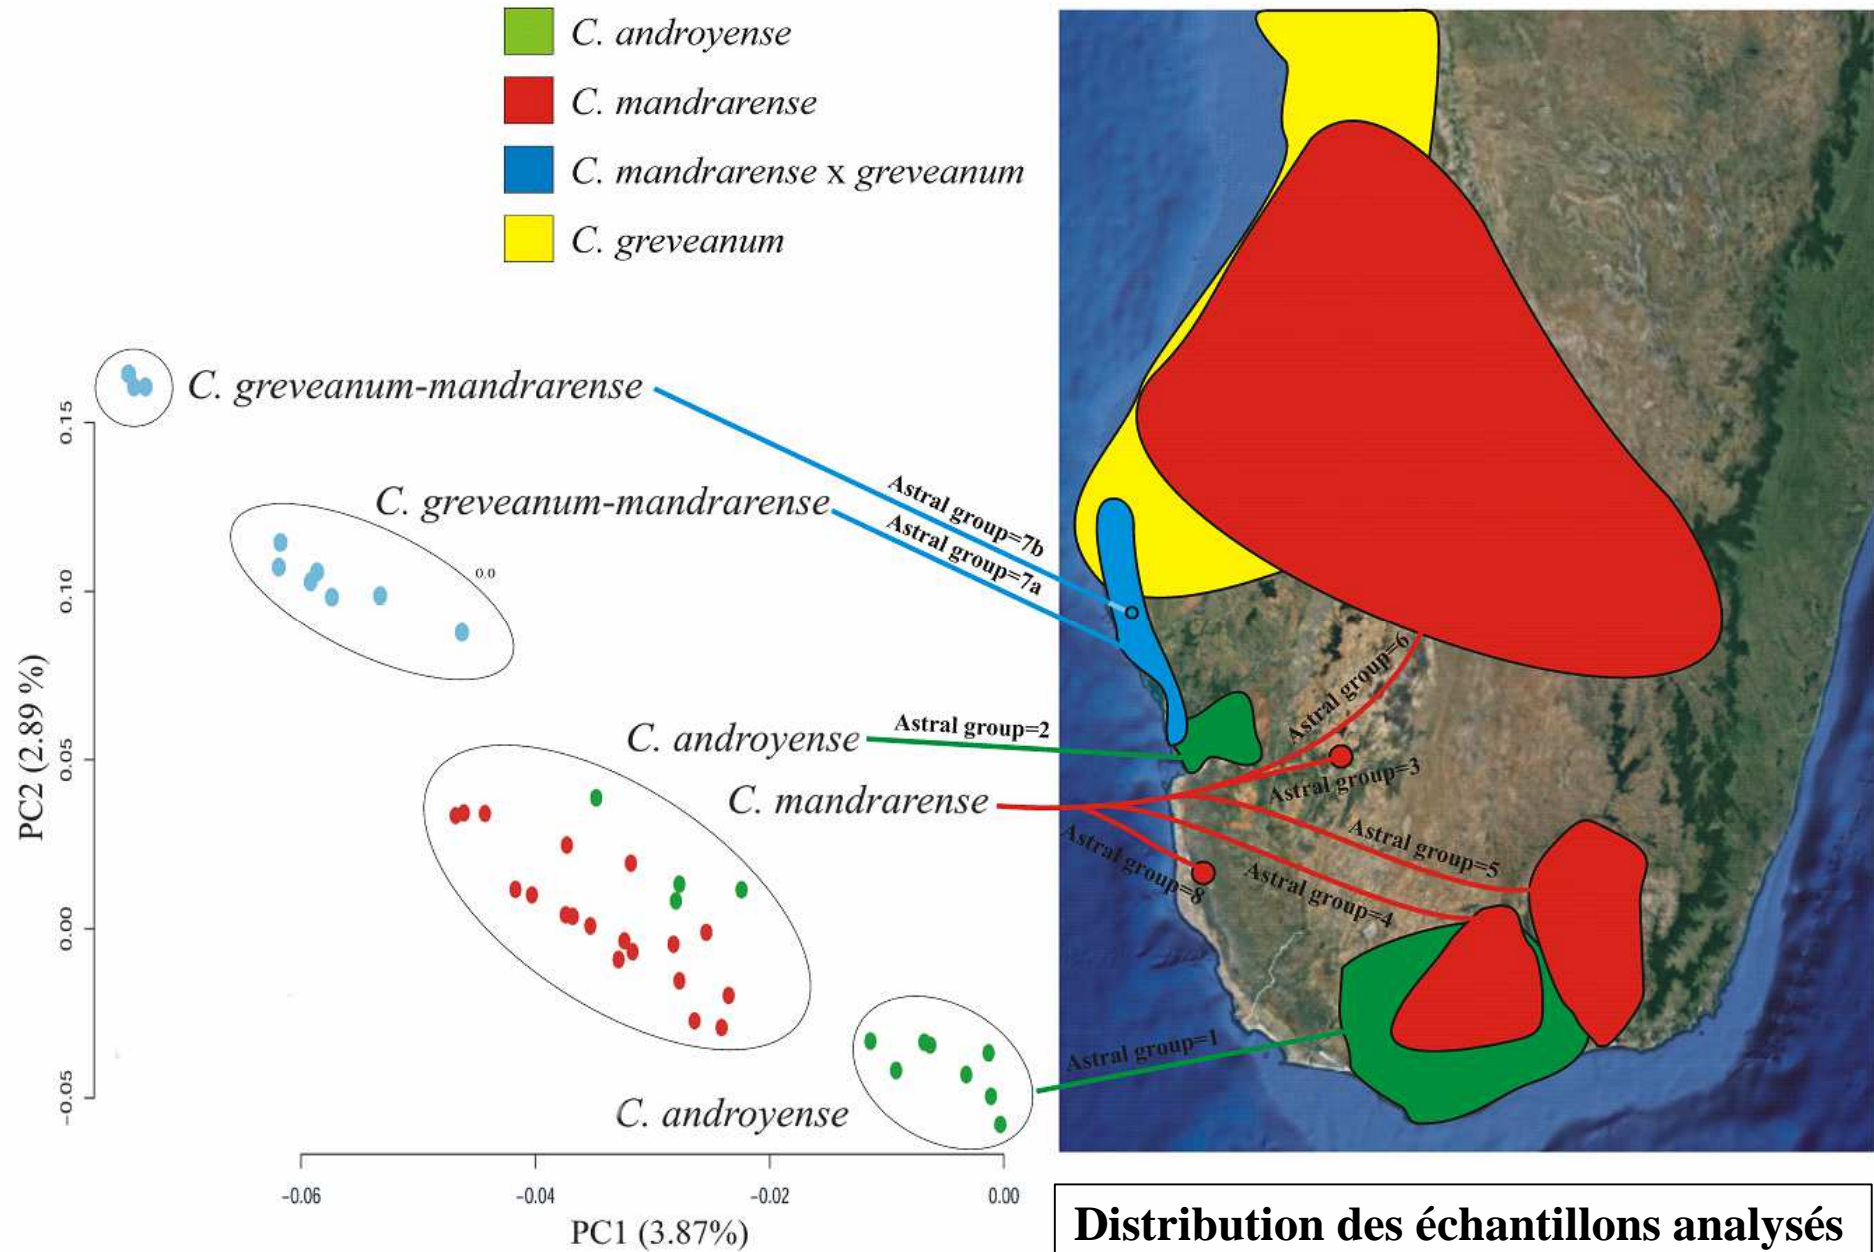 C. androyense
C. mandrarense
C. mandrarense x greveanum
C. greveanum
C. greveanum-mandrarense
C. greveanum-mandrarense
Astral group=7b
Astral group=7a
0.0
C. androyense
Astral group=2
C. mandrarense
Astral group=6
Astral group=3
Astral group=5
Astral group=8
Astral group=4
Astral group=1
C. androyense
PC2 (2.89 %)
0.15
0.10
0.05
0.00
−0.05
−0.06
−0.04
−0.02
0.00
PC1 (3.87%)
Distribution des échantillons analysés